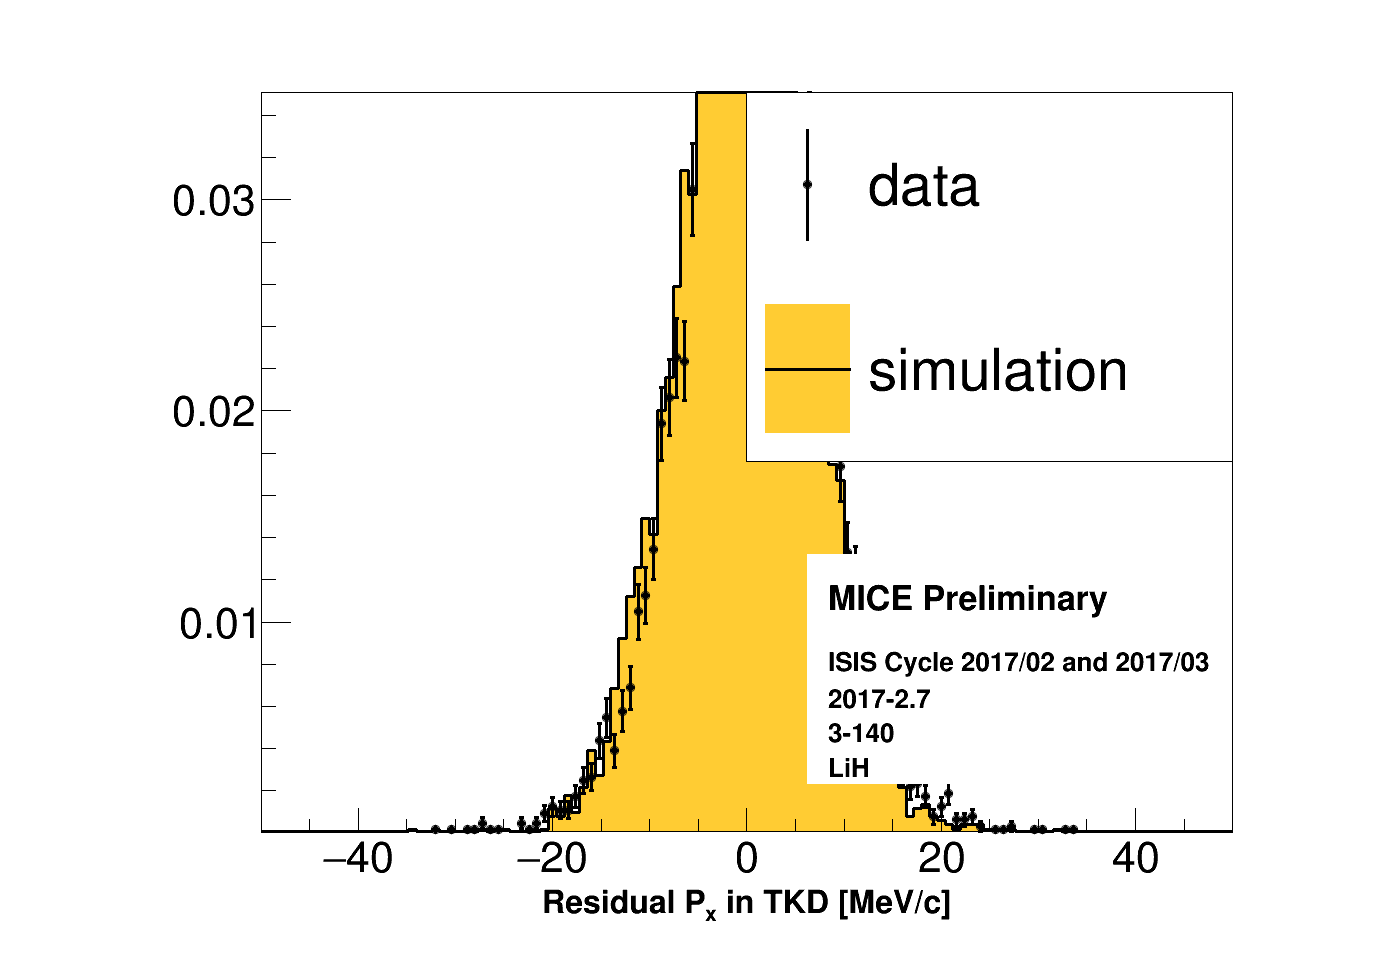 0.03
0.02
0.01
data
simulation
MICE Preliminary
ISIS Cycle 2017/02 and 2017/03
2017-2.7
3-140
LiH
−40 −20 0 20 40
Residual Px in TKD [MeV/c]